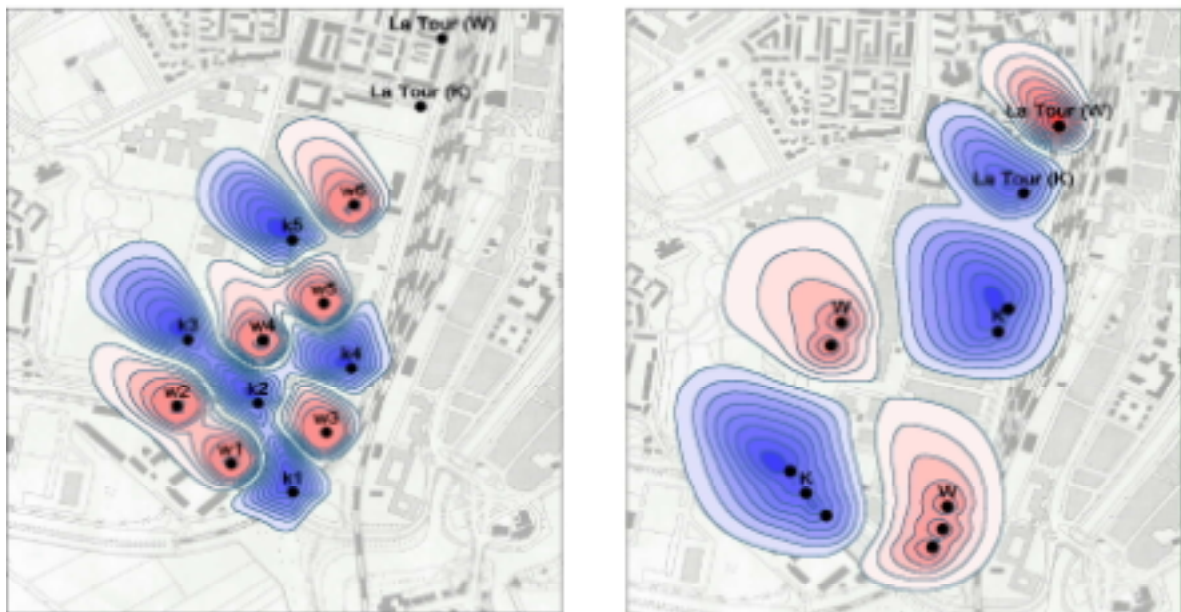 La Tour (W)
La Tour (K)
w6
k5
w5
w4
k3
k4
k2
w2
w3
w1
k1
La Tour (W)
La Tour (K)
W
K
K
W